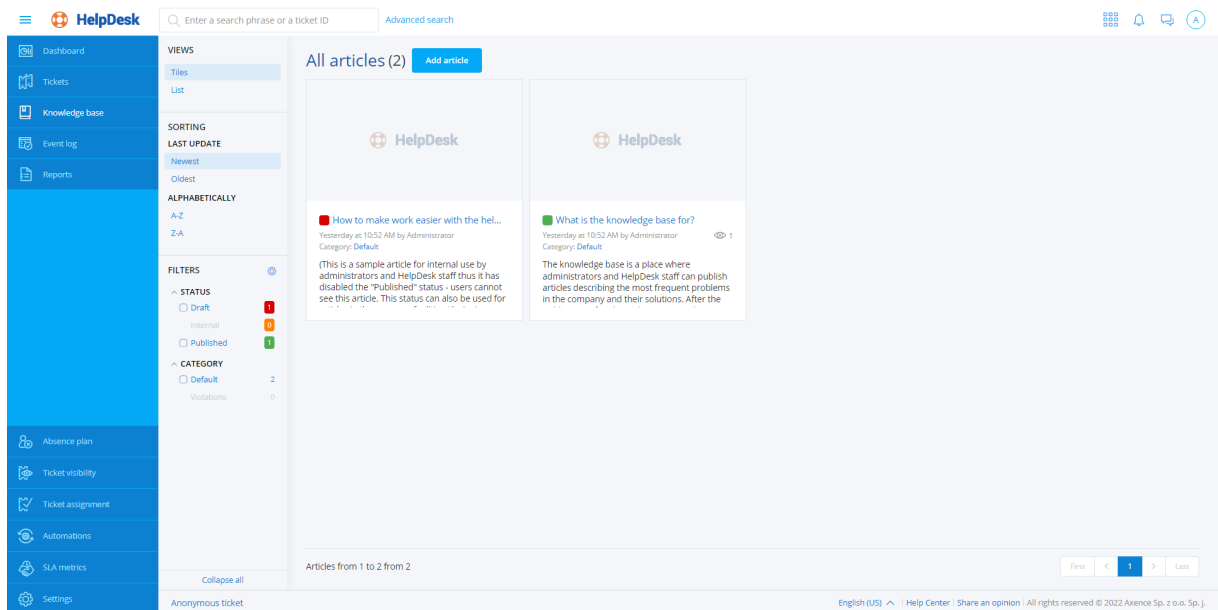 HelpDesk
Enter a search phrase or a ticket ID
Advanced search
A
Dashboard
Tickets
Knowledge base
Event log
Reports
Absence plan
Ticket visibility
Ticket assignment
Automations
SLA metrics
Settings
VIEWS
Tiles
List
SORTING
LAST UPDATE
Newest
Oldest
ALPHABETICALLY
A-Z
Z-A
FILTERS
STATUS
Draft 1
Internal 0
Published 1
CATEGORY
Default 2
Violations 0
Collapse all
All articles (2)
Add article
HelpDesk
How to make work easier with the hel...
Yesterday at 10:52 AM by Administrator
Category: Default
(This is a sample article for internal use by
administrators and HelpDesk staff thus it has
disabled the "Published" status - users cannot
see this article. This status can also be used for
HelpDesk
What is the knowledge base for?
Yesterday at 10:52 AM by Administrator 1
Category: Default
The knowledge base is a place where
administrators and HelpDesk staff can publish
articles describing the most frequent problems
in the company and their solutions. After the
Articles from 1 to 2 from 2
First < 1 > Last
Anonymous ticket
English (US) Help Center Share an opinion All rights reserved © 2022 Axence Sp. z o.o. Sp. j.